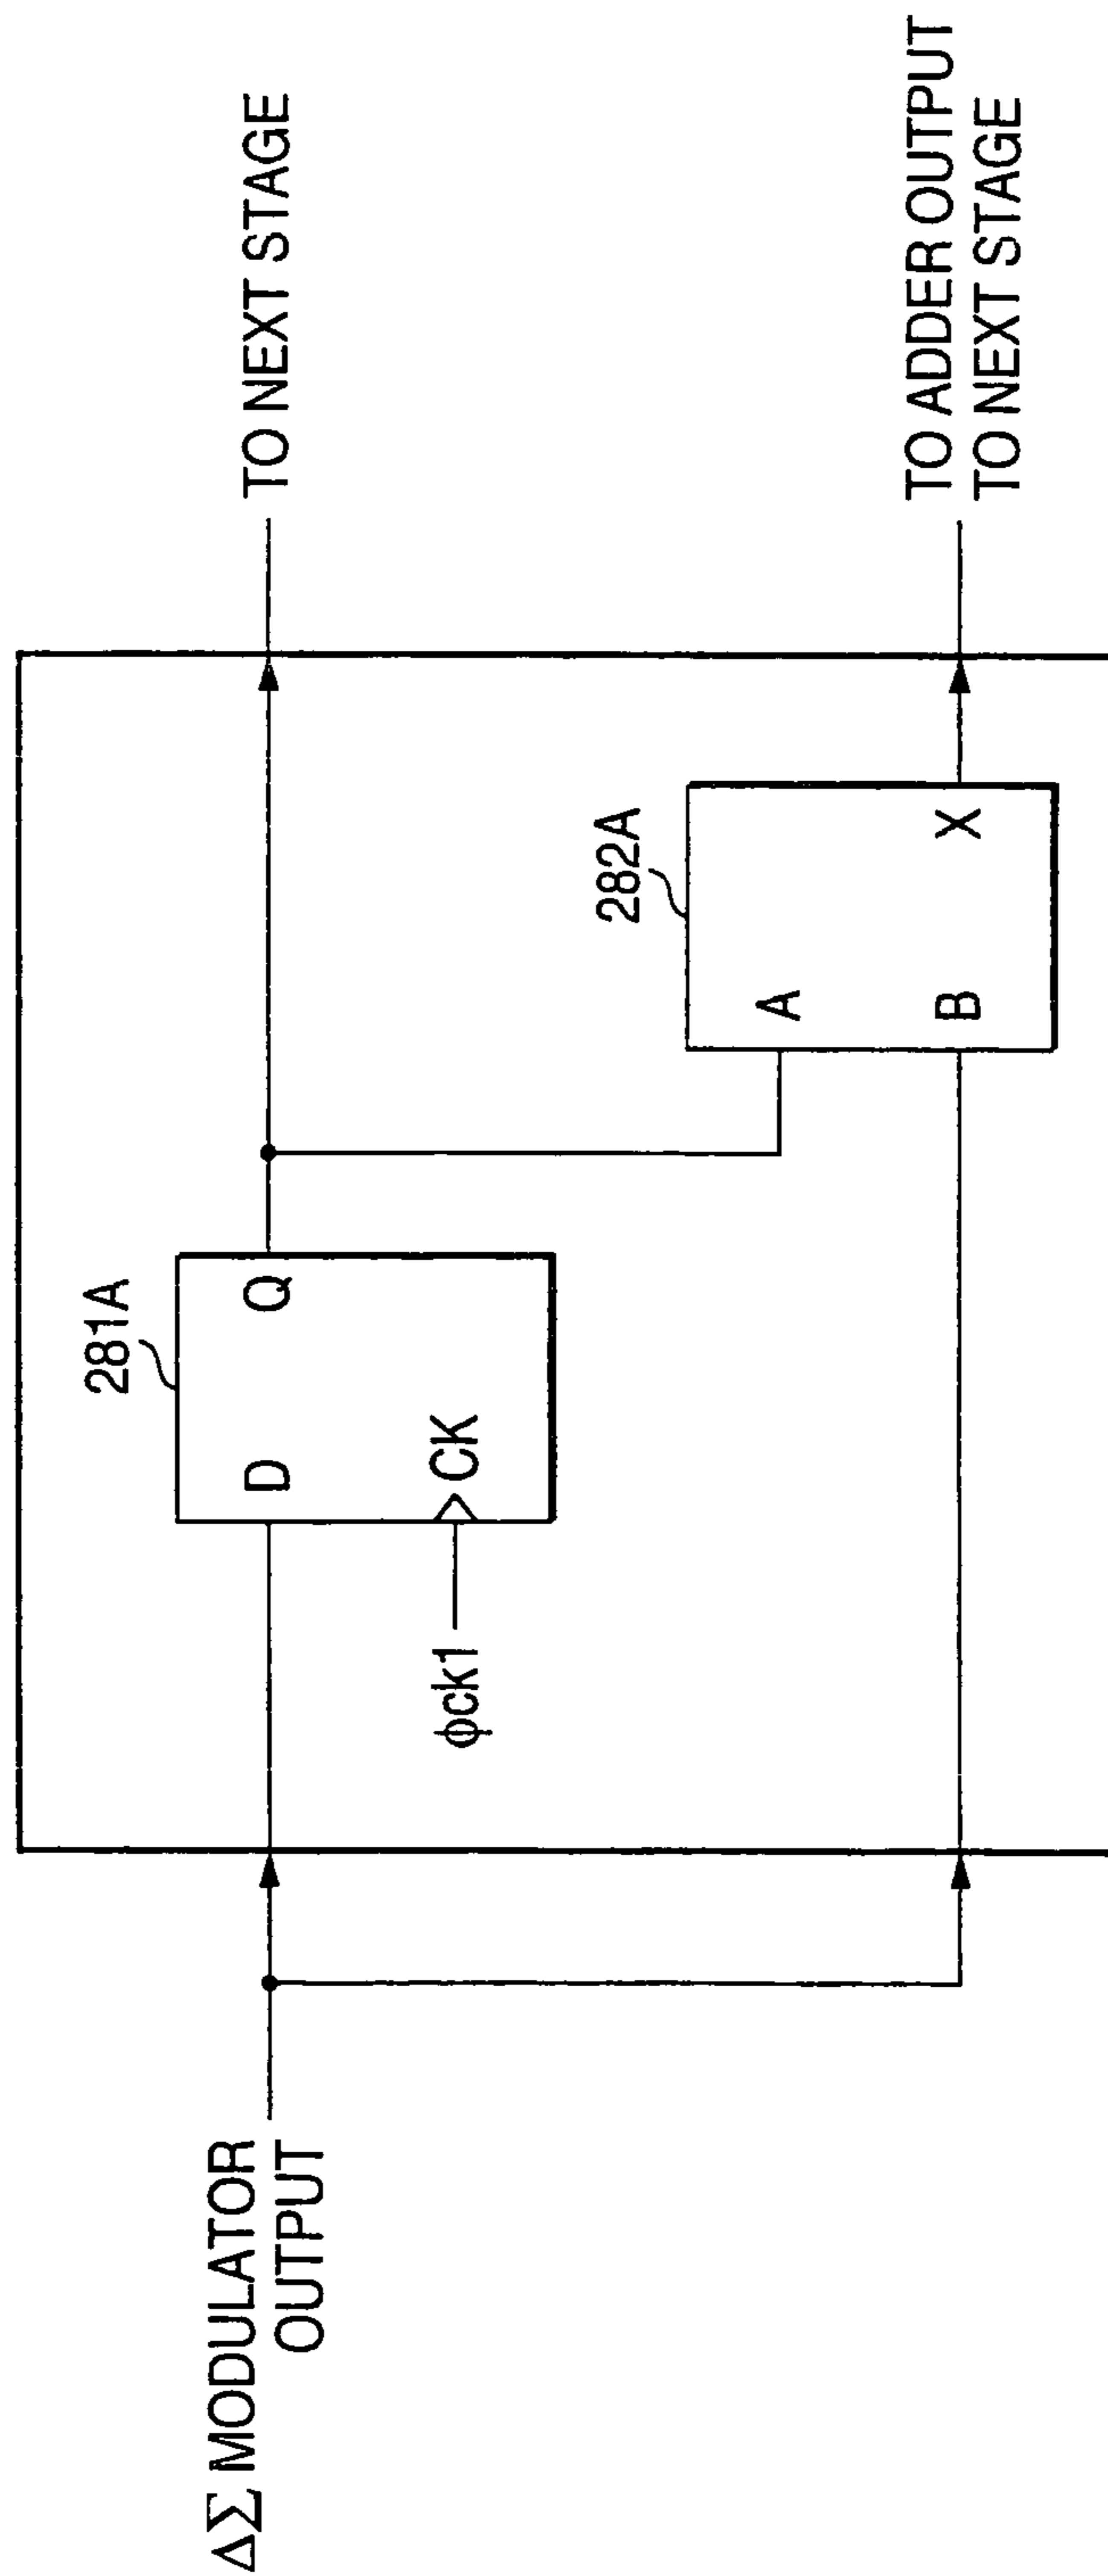 ΔΣ MODULATOR
OUTPUT
281A
D
Q
CK
ϕck1
TO NEXT STAGE
282A
A
B
X
TO ADDER OUTPUT
TO NEXT STAGE